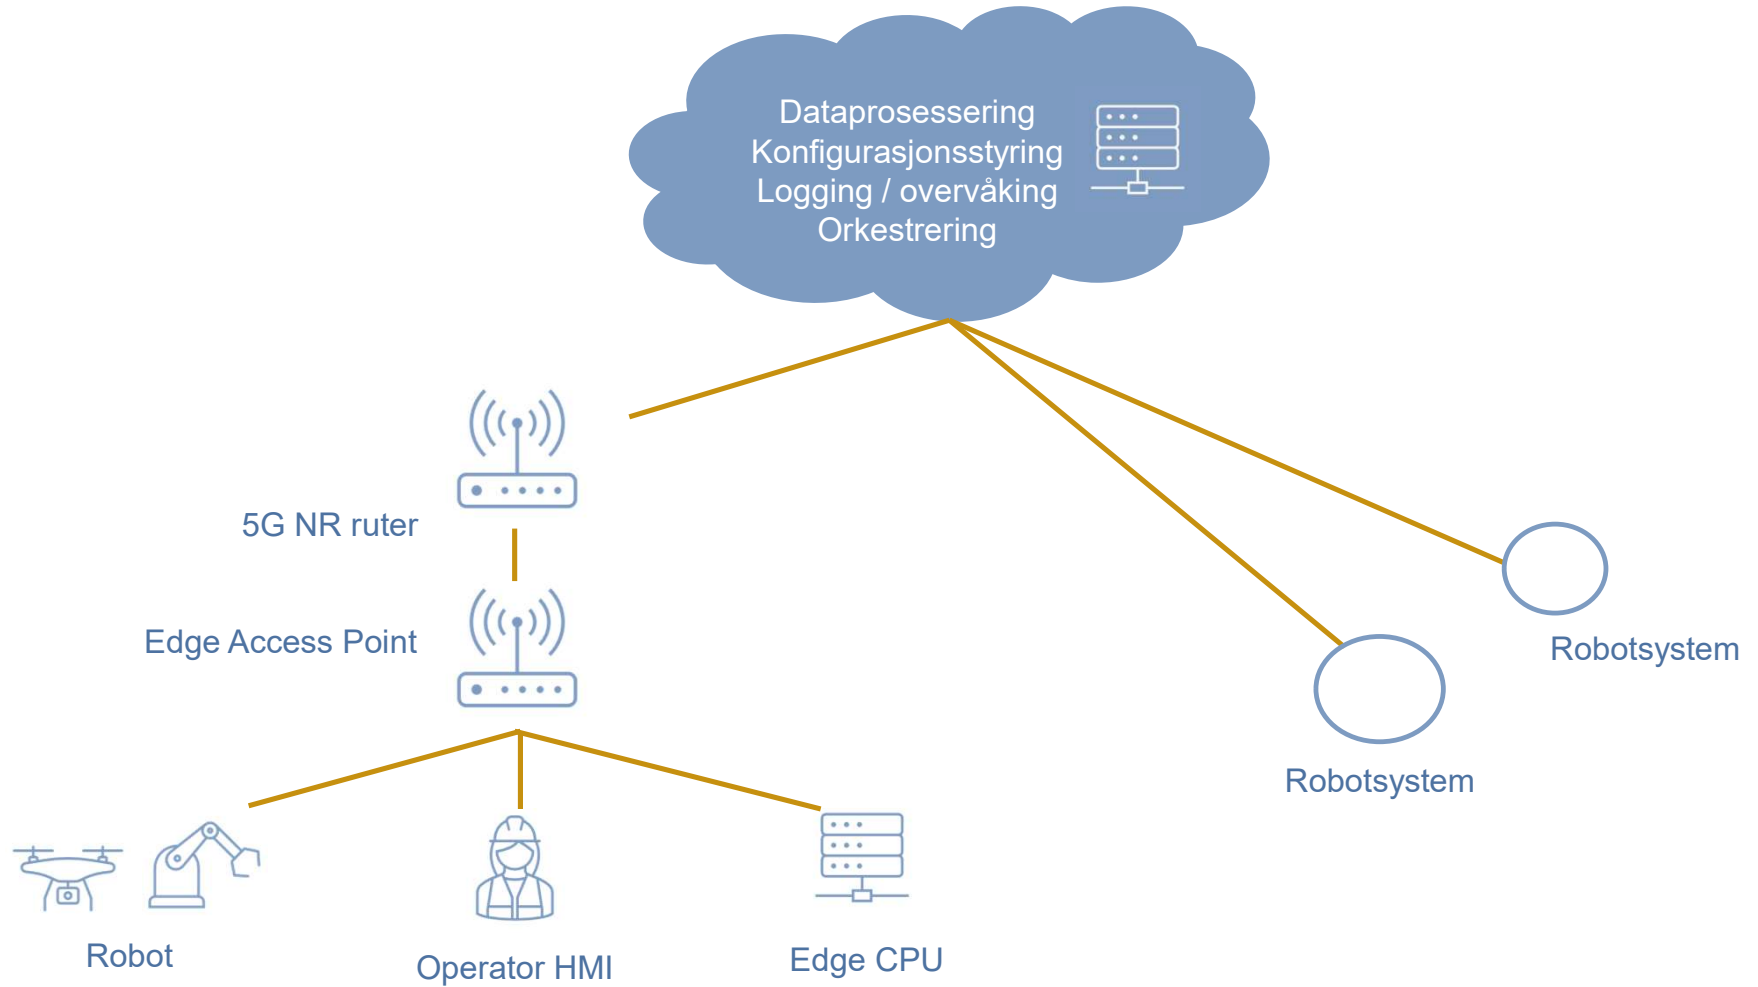 Dataprosessering
Konfigurasjonsstyring
Logging / overvåking
Orkestrering
5G NR ruter
Edge Access Point
Robotsystem
Robotsystem
Robot
Operator HMI
Edge CPU